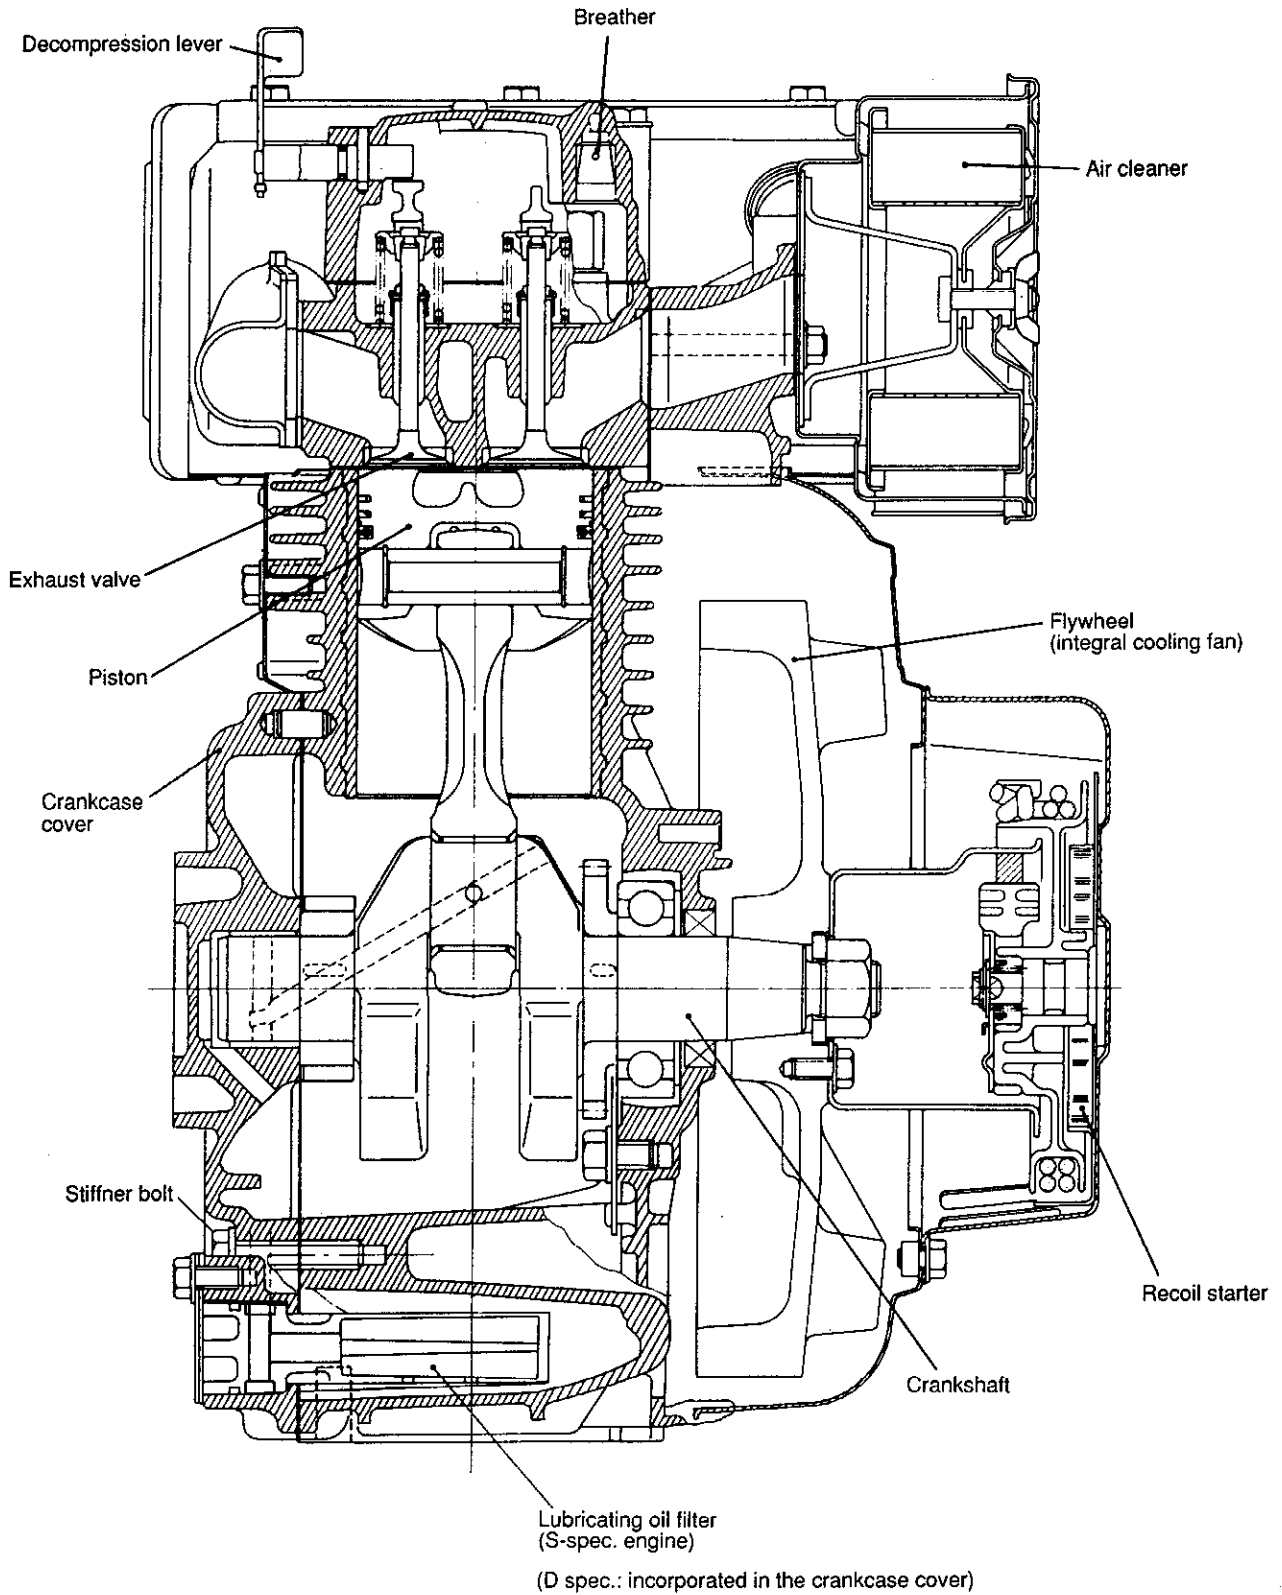 Breather
Decompression lever
Air cleaner
Exhaust valve
Flywheel
(integral cooling fan)
Piston
Crankcase
cover
Stiffner bolt
Recoil starter
Crankshaft
Lubricating oil filter
(S-spec. engine)
(D spec.: incorporated in the crankcase cover)